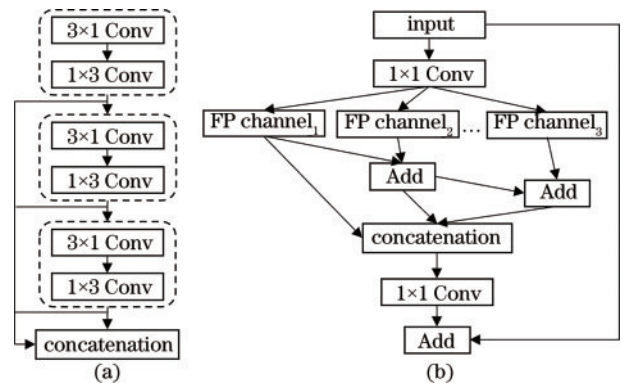 3×1 Conv
1×3 Conv
3×1 Conv
1×3 Conv
3×1 Conv
1×3 Conv
concatenation
(a)
input
1×1 Conv
FP channel₁ FP channel₂ ... FP channel₃
Add
Add
concatenation
1×1 Conv
Add
(b)